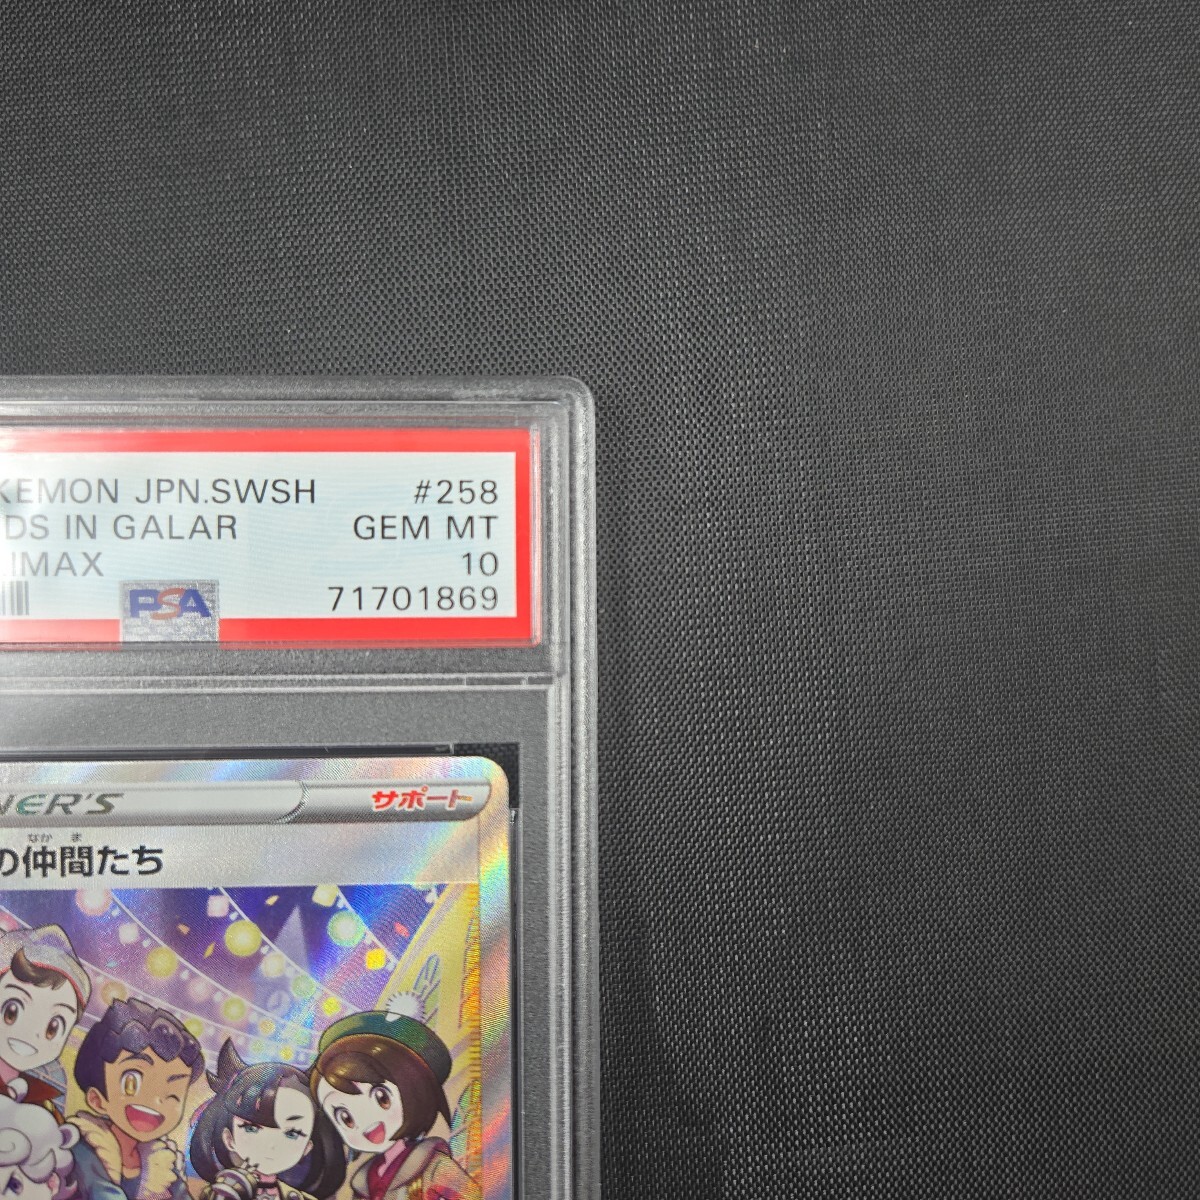 KEMON JPN.SWSH #258
DS IN GALAR GEM MT
IMAX 10
PSA 71701869
NER'S サポート
なかま
の仲間たち